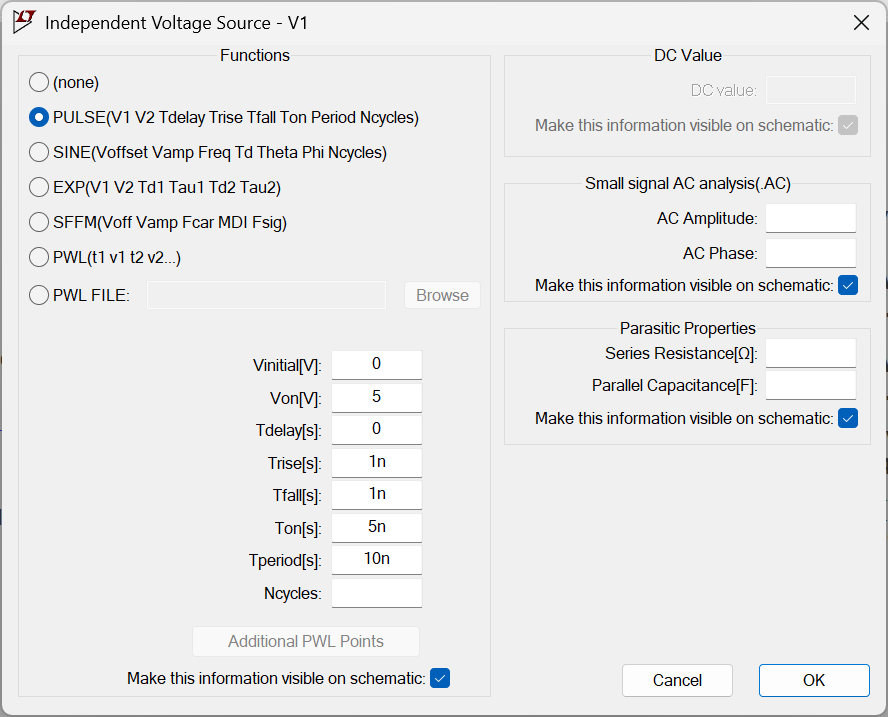 Independent Voltage Source - V1
Functions
(none)
PULSE(V1 V2 Tdelay Trise Tfall Ton Period Ncycles)
SINE(Voffset Vamp Freq Td Theta Phi Ncycles)
EXP(V1 V2 Td1 Tau1 Td2 Tau2)
SFFM(Voff Vamp Fcar MDI Fsig)
PWL(t1 v1 t2 v2...)
PWL FILE: Browse
Vinitial[V]: 0
Von[V]: 5
Tdelay[s]: 0
Trise[s]: 1n
Tfall[s]: 1n
Ton[s]: 5n
Tperiod[s]: 10n
Ncycles:
Additional PWL Points
Make this information visible on schematic:
DC Value
DC value:
Make this information visible on schematic:
Small signal AC analysis(.AC)
AC Amplitude:
AC Phase:
Make this information visible on schematic:
Parasitic Properties
Series Resistance[Ω]:
Parallel Capacitance[F]:
Make this information visible on schematic:
Cancel OK